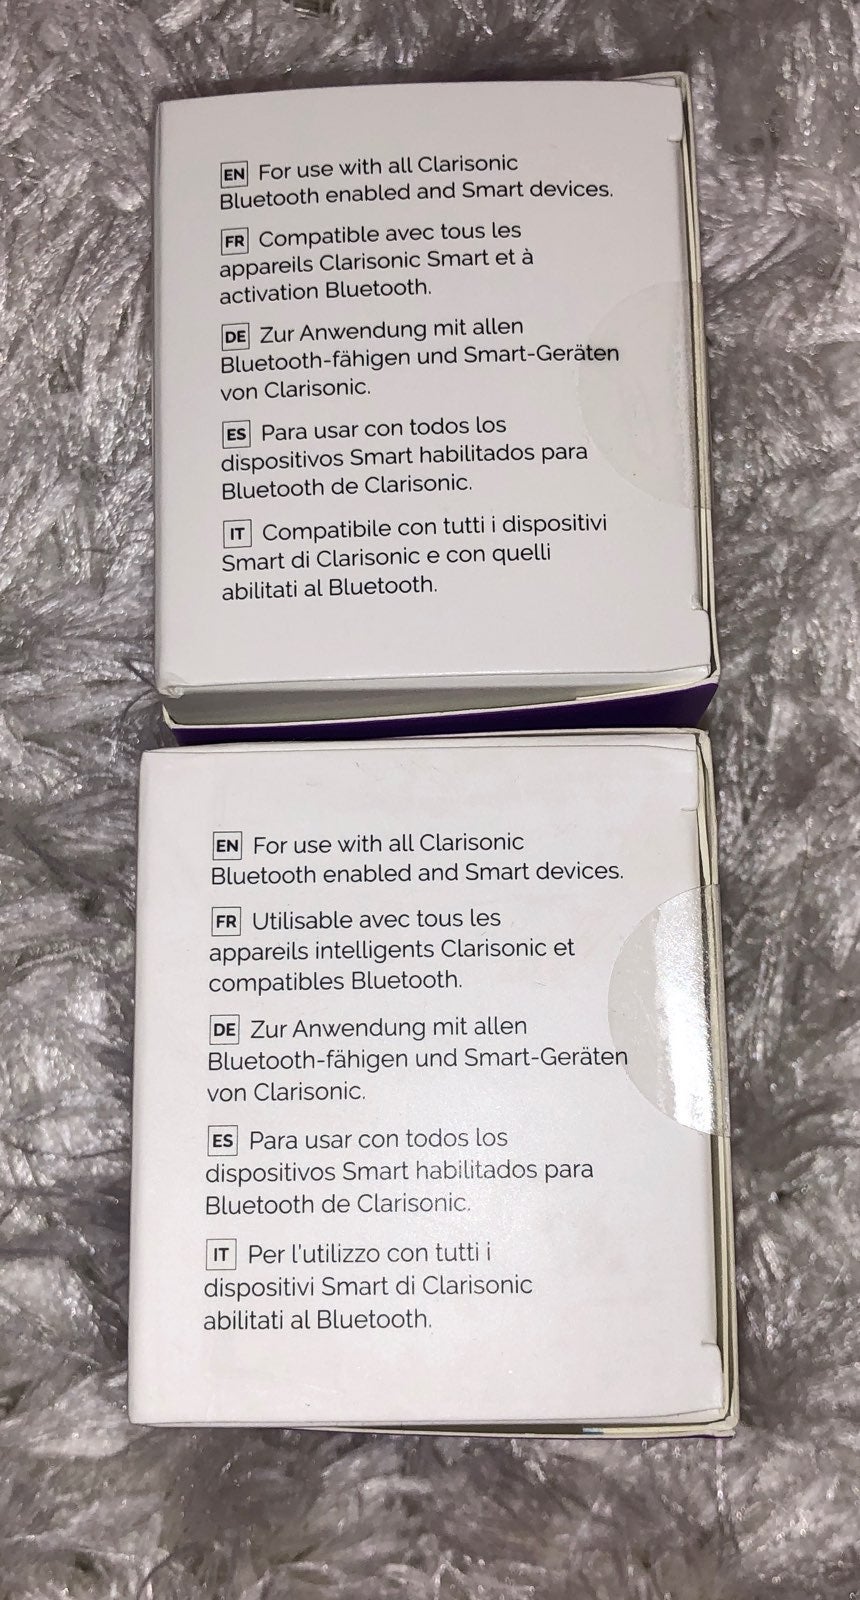 EN For use with all Clarisonic
Bluetooth enabled and Smart devices.
FR Compatible avec tous les
appareils Clarisonic Smart et à
activation Bluetooth.
DE Zur Anwendung mit allen
Bluetooth-fähigen und Smart-Geräten
von Clarisonic.
ES Para usar con todos los
dispositivos Smart habilitados para
Bluetooth de Clarisonic.
IT Compatibile con tutti i dispositivi
Smart di Clarisonic e con quelli
abilitati al Bluetooth.
EN For use with all Clarisonic
Bluetooth enabled and Smart devices.
FR Utilisable avec tous les
appareils intelligents Clarisonic et
compatibles Bluetooth.
DE Zur Anwendung mit allen
Bluetooth-fähigen und Smart-Geräten
von Clarisonic.
ES Para usar con todos los
dispositivos Smart habilitados para
Bluetooth de Clarisonic.
IT Per l'utilizzo con tutti i
dispositivi Smart di Clarisonic
abilitati al Bluetooth.